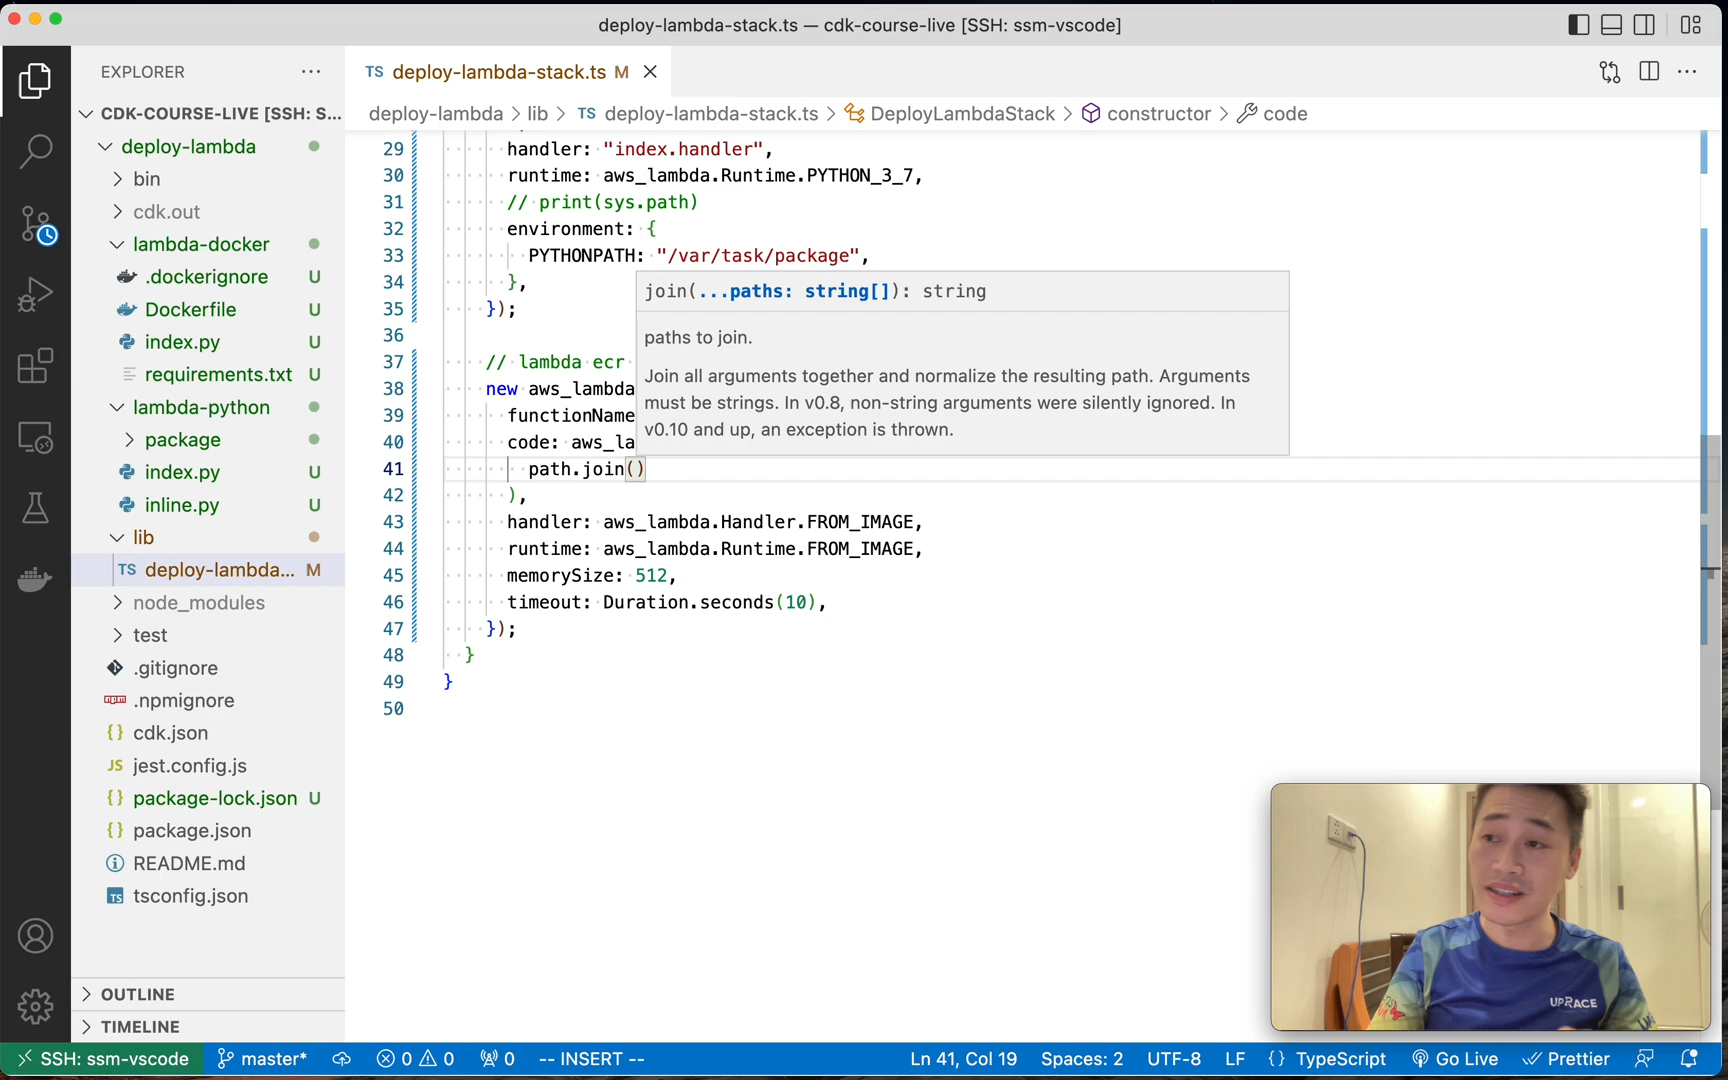 deploy-lambda-stack.ts — cdk-course-live [SSH: ssm-vscode]
EXPLORER
CDK-COURSE-LIVE [SSH: S...
deploy-lambda
bin
cdk.out
lambda-docker
.dockerignore U
Dockerfile U
index.py U
requirements.txt U
lambda-python
package
index.py U
inline.py U
lib
TS deploy-lambda... M
node_modules
test
.gitignore
.npmignore
cdk.json
JS jest.config.js
package-lock.json U
package.json
README.md
TS tsconfig.json
OUTLINE
TIMELINE
TS deploy-lambda-stack.ts M
deploy-lambda > lib > TS deploy-lambda-stack.ts > DeployLambdaStack > constructor > code
29 handler: "index.handler",
30 runtime: aws_lambda.Runtime.PYTHON_3_7,
31 // print(sys.path)
32 environment: {
33 PYTHONPATH: "/var/task/package",
34 },
35 });
36
37 // lambda ecr
38 new aws_lambda
39 functionName
40 code: aws_la
41 path.join()
42 ),
43 handler: aws_lambda.Handler.FROM_IMAGE,
44 runtime: aws_lambda.Runtime.FROM_IMAGE,
45 memorySize: 512,
46 timeout: Duration.seconds(10),
47 });
48 }
49 }
50
join(...paths: string[]): string
paths to join.
Join all arguments together and normalize the resulting path. Arguments
must be strings. In v0.8, non-string arguments were silently ignored. In
v0.10 and up, an exception is thrown.
UPRACE
SSH: ssm-vscode master* 0 0 0 -- INSERT -- Ln 41, Col 19 Spaces: 2 UTF-8 LF {} TypeScript Go Live Prettier